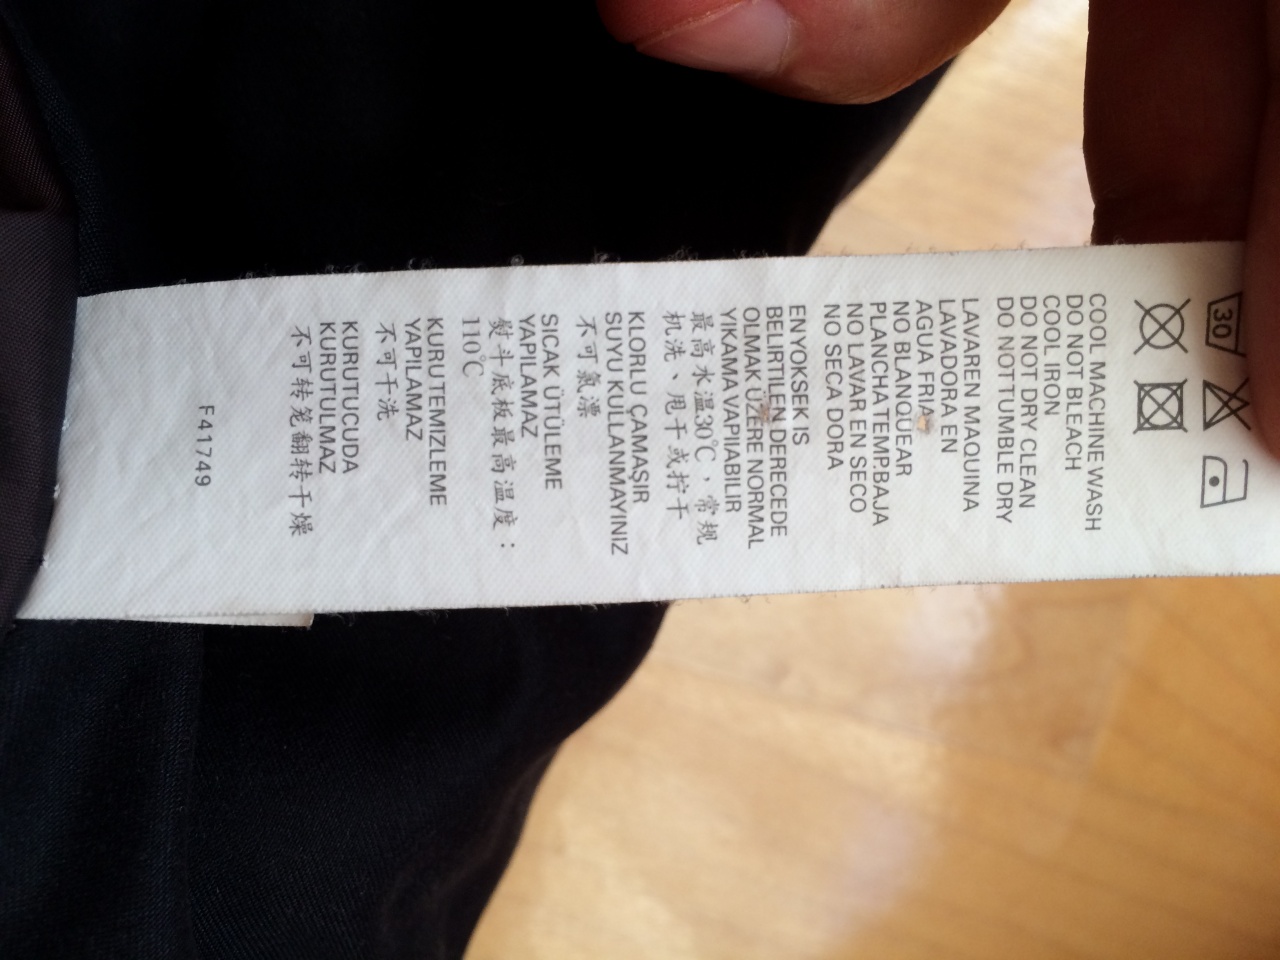 30
COOL MACHINE WASH
DO NOT BLEACH
COOL IRON
DO NOT DRY CLEAN
DO NOT TUMBLE DRY
LAVAREN MAQUINA
LAVADORA EN
AGUA FRIA
NO BLANQUEAR
PLANCHA TEMP.BAJA
NO LAVAR EN SECO
NO SECA DORA
ENYOKSEK IS
BELIRTILEN DERECEDE
OLMAK ÜZERE NORMAL
YIKAMA VAPIIABILIR
最高水温30℃，常规
机洗、甩干或拧干
KLORLU ÇAMAŞIR
SUYU KULLANMAYINIZ
不可氯漂
SICAK ÜTÜLEME
YAPILAMAZ
熨斗底板最高温度：
110℃
KURUTEMIZLEME
YAPILAMAZ
不可干洗
KURUTUCUDA
KURUTULMAZ
不可转笼翻转干燥
F41749